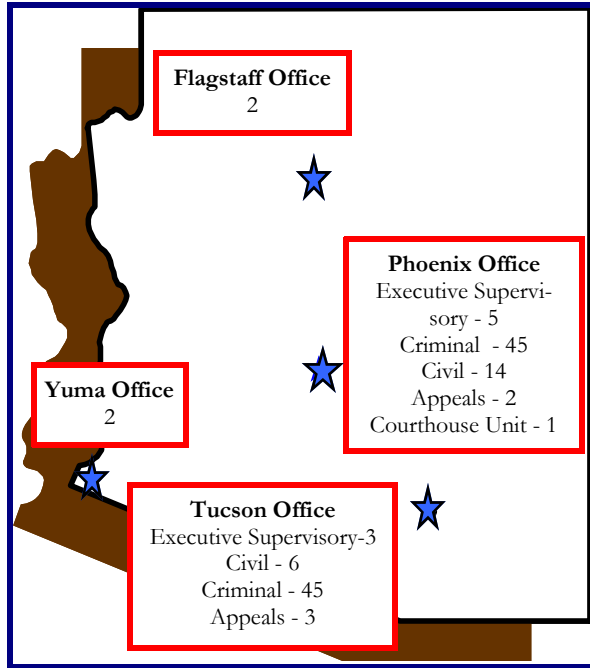 Flagstaff Office
2
Phoenix Office
Executive Supervi-
sory - 5
Criminal - 45
Civil - 14
Appeals - 2
Courthouse Unit - 1
Yuma Office
2
Tucson Office
Executive Supervisory-3
Civil - 6
Criminal - 45
Appeals - 3